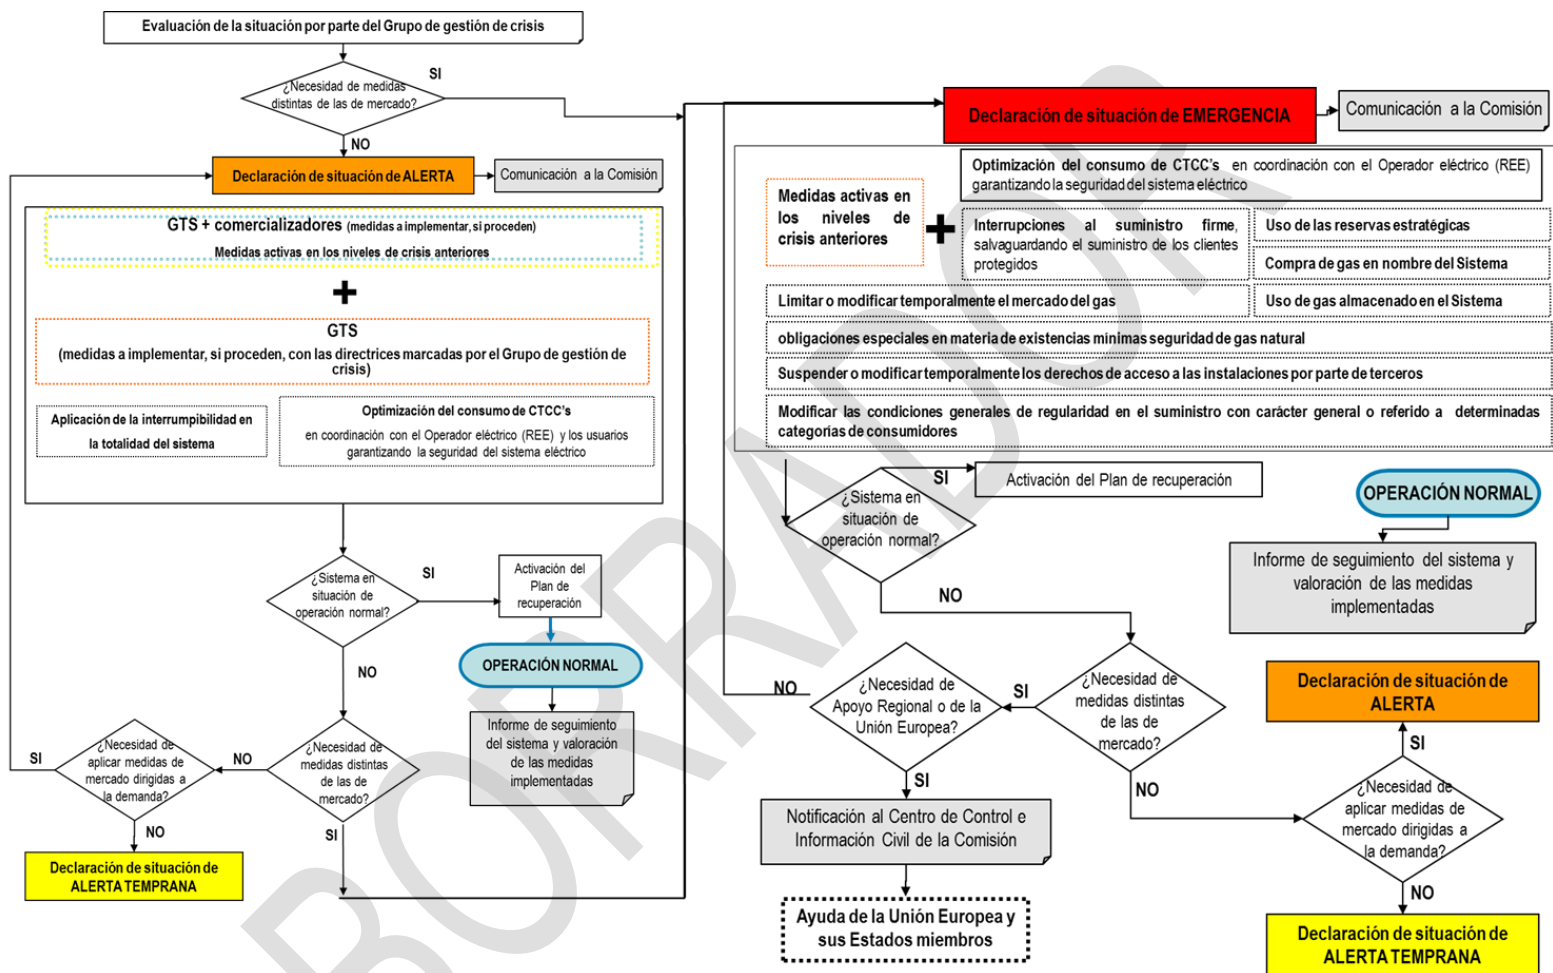 Evaluación de la situación por parte del Grupo de gestión de crisis
¿Necesidad de medidas
distintas de las de mercado?
SI
NO
Declaración de situación de ALERTA
Comunicación a la Comisión
GTS + comercializadores (medidas a implementar, si proceden)
Medidas activas en los niveles de crisis anteriores
+
GTS
(medidas a implementar, si proceden, con las directrices marcadas por el Grupo de gestión de
crisis)
Aplicación de la interrumpibilidad en
la totalidad del sistema
Optimización del consumo de CTCC's
en coordinación con el Operador eléctrico (REE) y los usuarios
garantizando la seguridad del sistema eléctrico
¿Sistema en
situación de
operación normal?
SI
Activación del
Plan de
recuperación
NO
OPERACIÓN NORMAL
Informe de seguimiento
del sistema y valoración
de las medidas
implementadas
¿Necesidad de
medidas distintas
de las de
mercado?
NO
SI
¿Necesidad de
aplicar medidas de
mercado dirigidas a
la demanda?
SI
NO
Declaración de situación de
ALERTA TEMPRANA
Declaración de situación de EMERGENCIA
Comunicación a la Comisión
Medidas activas en
los niveles de
crisis anteriores
+
Optimización del consumo de CTCC's en coordinación con el Operador eléctrico (REE)
garantizando la seguridad del sistema eléctrico
Interrupciones al suministro firme,
salvaguardando el suministro de los clientes
protegidos
Uso de las reservas estratégicas
Compra de gas en nombre del Sistema
Limitar o modificar temporalmente el mercado del gas
Uso de gas almacenado en el Sistema
obligaciones especiales en materia de existencias mínimas seguridad de gas natural
Suspender o modificar temporalmente los derechos de acceso a las instalaciones por parte de terceros
Modificar las condiciones generales de regularidad en el suministro con carácter general o referido a determinadas
categorías de consumidores
¿Sistema en
situación de
operación normal?
SI
Activación del Plan de recuperación
OPERACIÓN NORMAL
Informe de seguimiento del sistema y
valoración de las medidas
implementadas
NO
¿Necesidad de
medidas distintas
de las de
mercado?
SI
NO
¿Necesidad de
Apoyo Regional o de la
Unión Europea?
NO
SI
Notificación al Centro de Control e
Información Civil de la Comisión
Ayuda de la Unión Europea y
sus Estados miembros
Declaración de situación de
ALERTA
SI
¿Necesidad de
aplicar medidas de
mercado dirigidas a
la demanda?
NO
Declaración de situación de
ALERTA TEMPRANA
BORRADOR